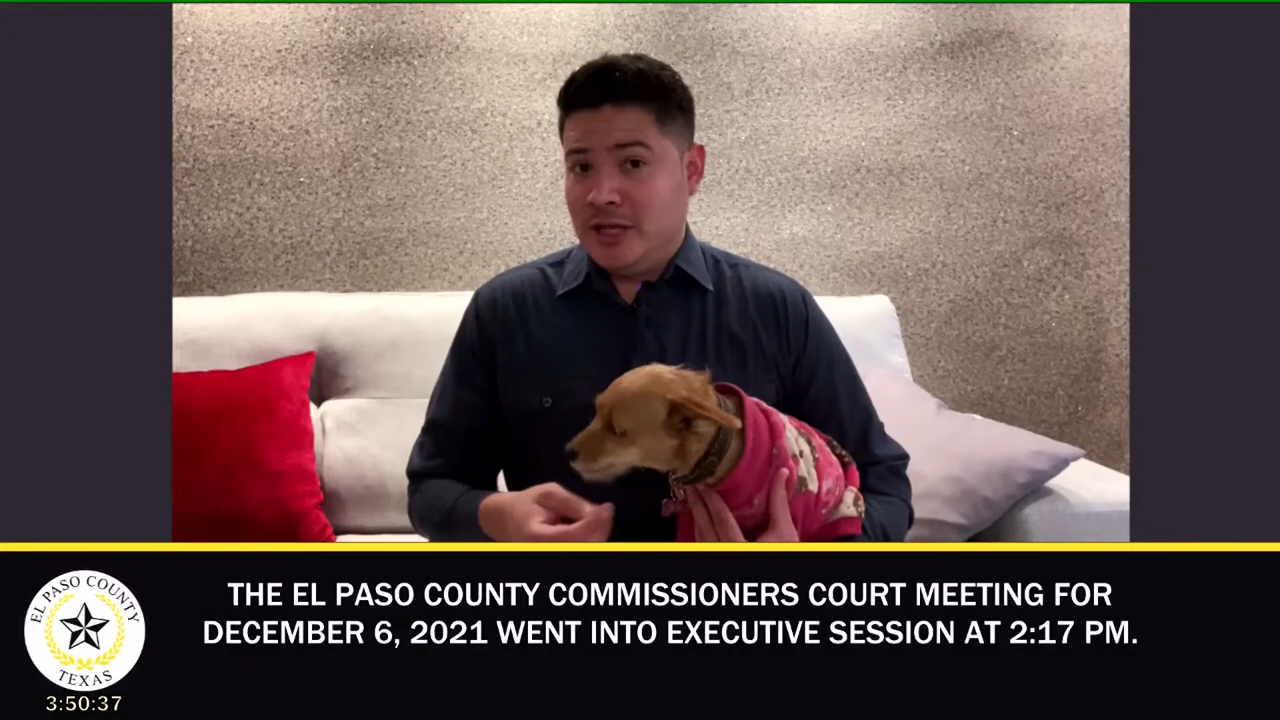 THE EL PASO COUNTY COMMISSIONERS COURT MEETING FOR
DECEMBER 6, 2021 WENT INTO EXECUTIVE SESSION AT 2:17 PM.
EL PASO COUNTY
TEXAS
3:50:37